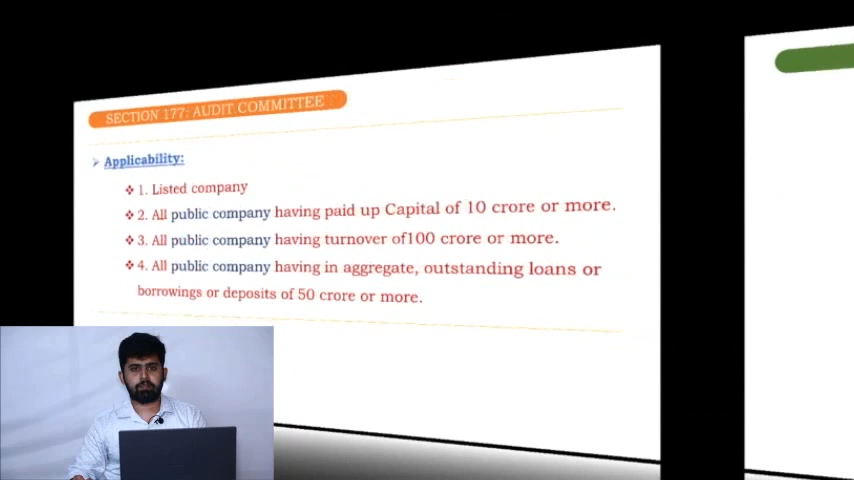 SECTION 177: AUDIT COMMITTEE
Applicability:
1. Listed company
2. All public company having paid up Capital of 10 crore or more.
3. All public company having turnover of100 crore or more.
4. All public company having in aggregate, outstanding loans or
borrowings or deposits of 50 crore or more.